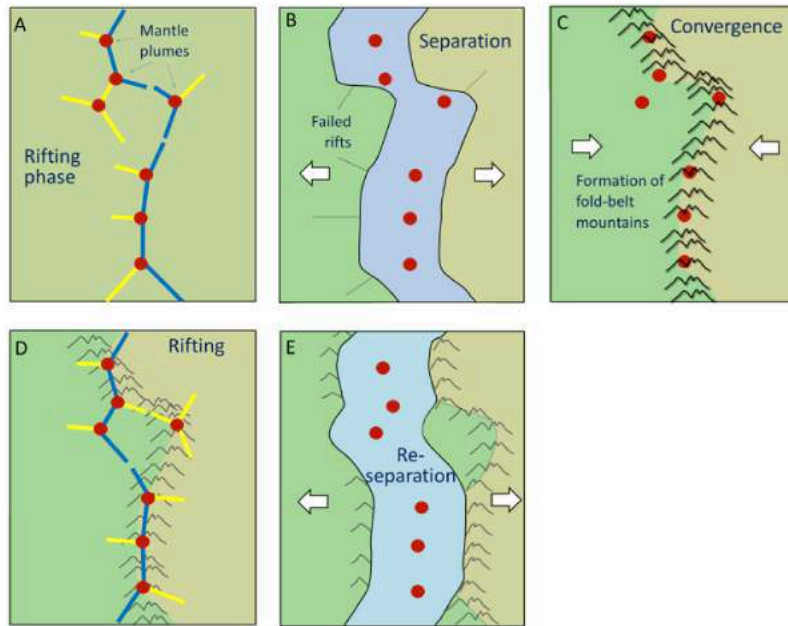 A
Mantle
plumes
Rifting
phase
B
Separation
Failed
rifts
C
Convergence
Formation of
fold-belt
mountains
D
Rifting
E
Re-
separation